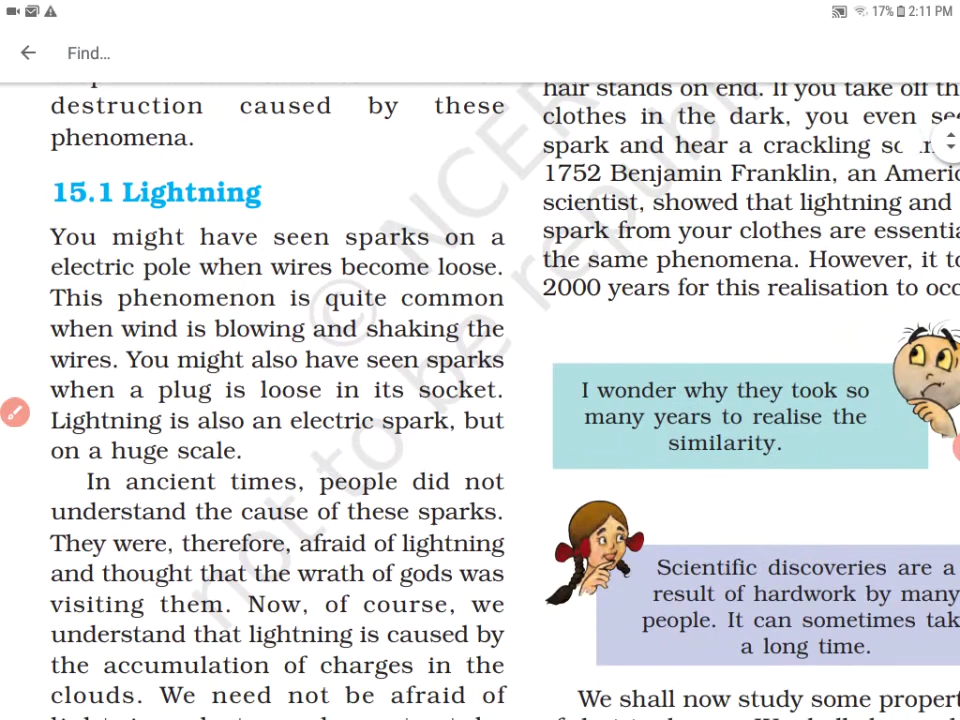 17% 2:11 PM
Find...
destruction caused by these
phenomena.
15.1 Lightning
You might have seen sparks on a
electric pole when wires become loose.
This phenomenon is quite common
when wind is blowing and shaking the
wires. You might also have seen sparks
when a plug is loose in its socket.
Lightning is also an electric spark, but
on a huge scale.
In ancient times, people did not
understand the cause of these sparks.
They were, therefore, afraid of lightning
and thought that the wrath of gods was
visiting them. Now, of course, we
understand that lightning is caused by
the accumulation of charges in the
clouds. We need not be afraid of
hair stands on end. If you take off th
clothes in the dark, you even se
spark and hear a crackling
1752 Benjamin Franklin, an Americ
scientist, showed that lightning and
spark from your clothes are essentia
the same phenomena. However, it to
2000 years for this realisation to occ
I wonder why they took so
many years to realise the
similarity.
Scientific discoveries are a
result of hardwork by many
people. It can sometimes tak
a long time.
We shall now study some propert
© NCER
not to be republi